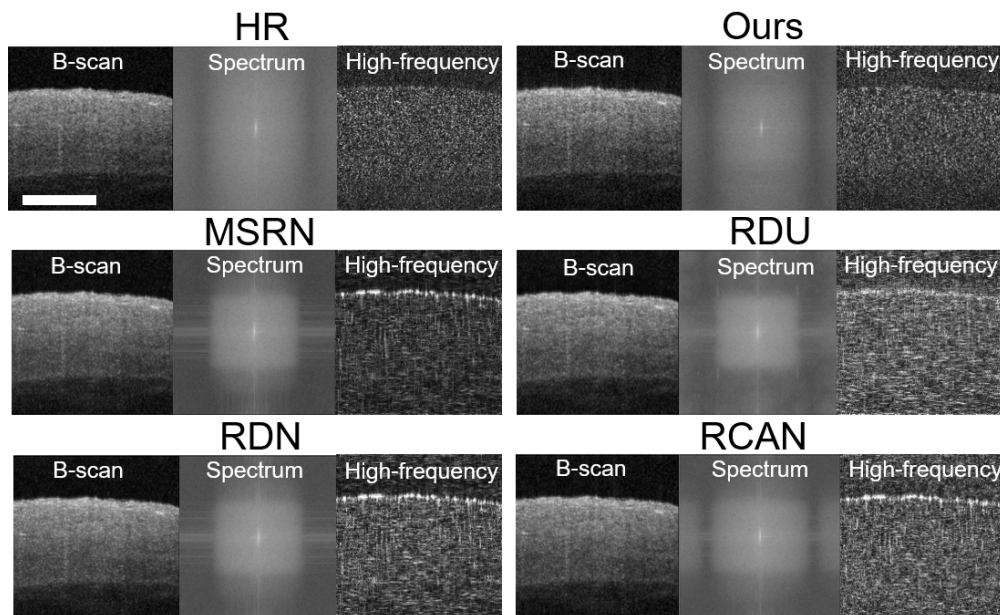 HR
B-scan Spectrum High-frequency
Ours
B-scan Spectrum High-frequency
MSRN
B-scan Spectrum High-frequency
RDU
B-scan Spectrum High-frequency
RDN
B-scan Spectrum High-frequency
RCAN
B-scan Spectrum High-frequency